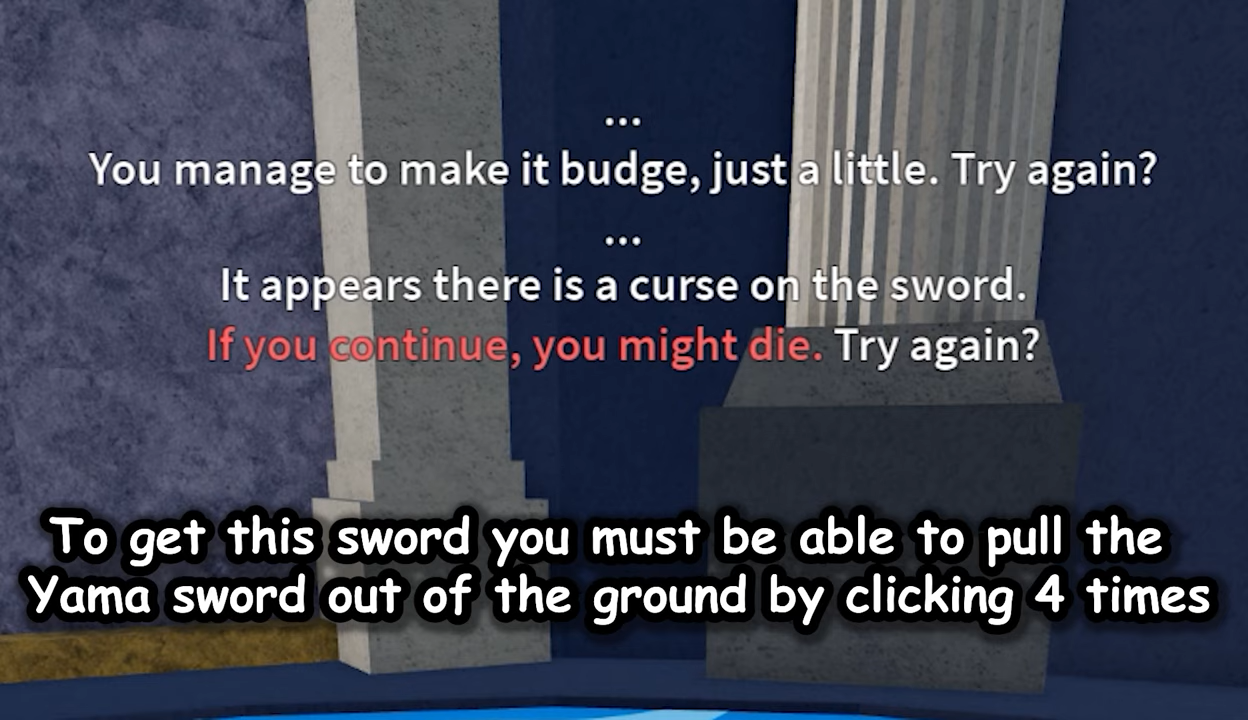 ...
You manage to make it budge, just a little. Try again?
...
It appears there is a curse on the sword.
If you continue, you might die. Try again?
To get this sword you must be able to pull the
Yama sword out of the ground by clicking 4 times